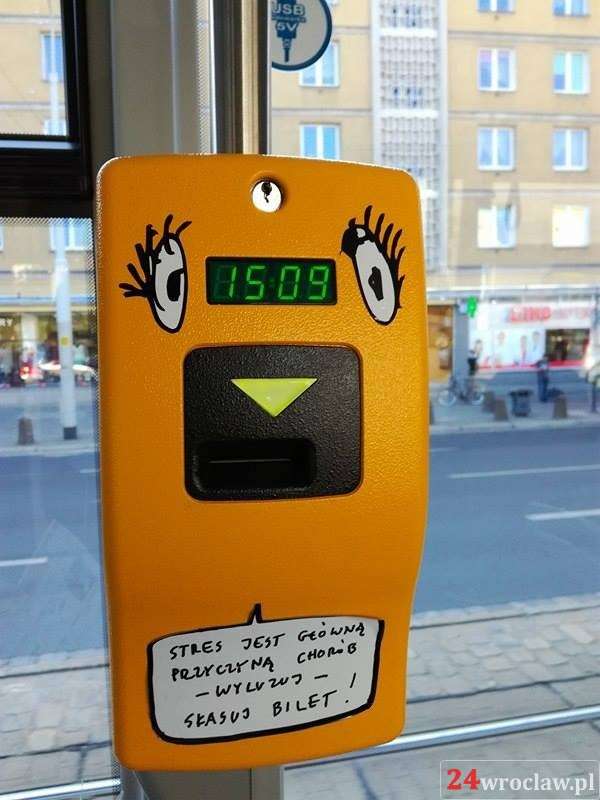 USB
5V
15:09
STRES JEST GŁÓWNĄ
PRZYCZYNĄ CHORÓB
- WYLUZUJ -
SKASUJ BILET!
24wroclaw.pl